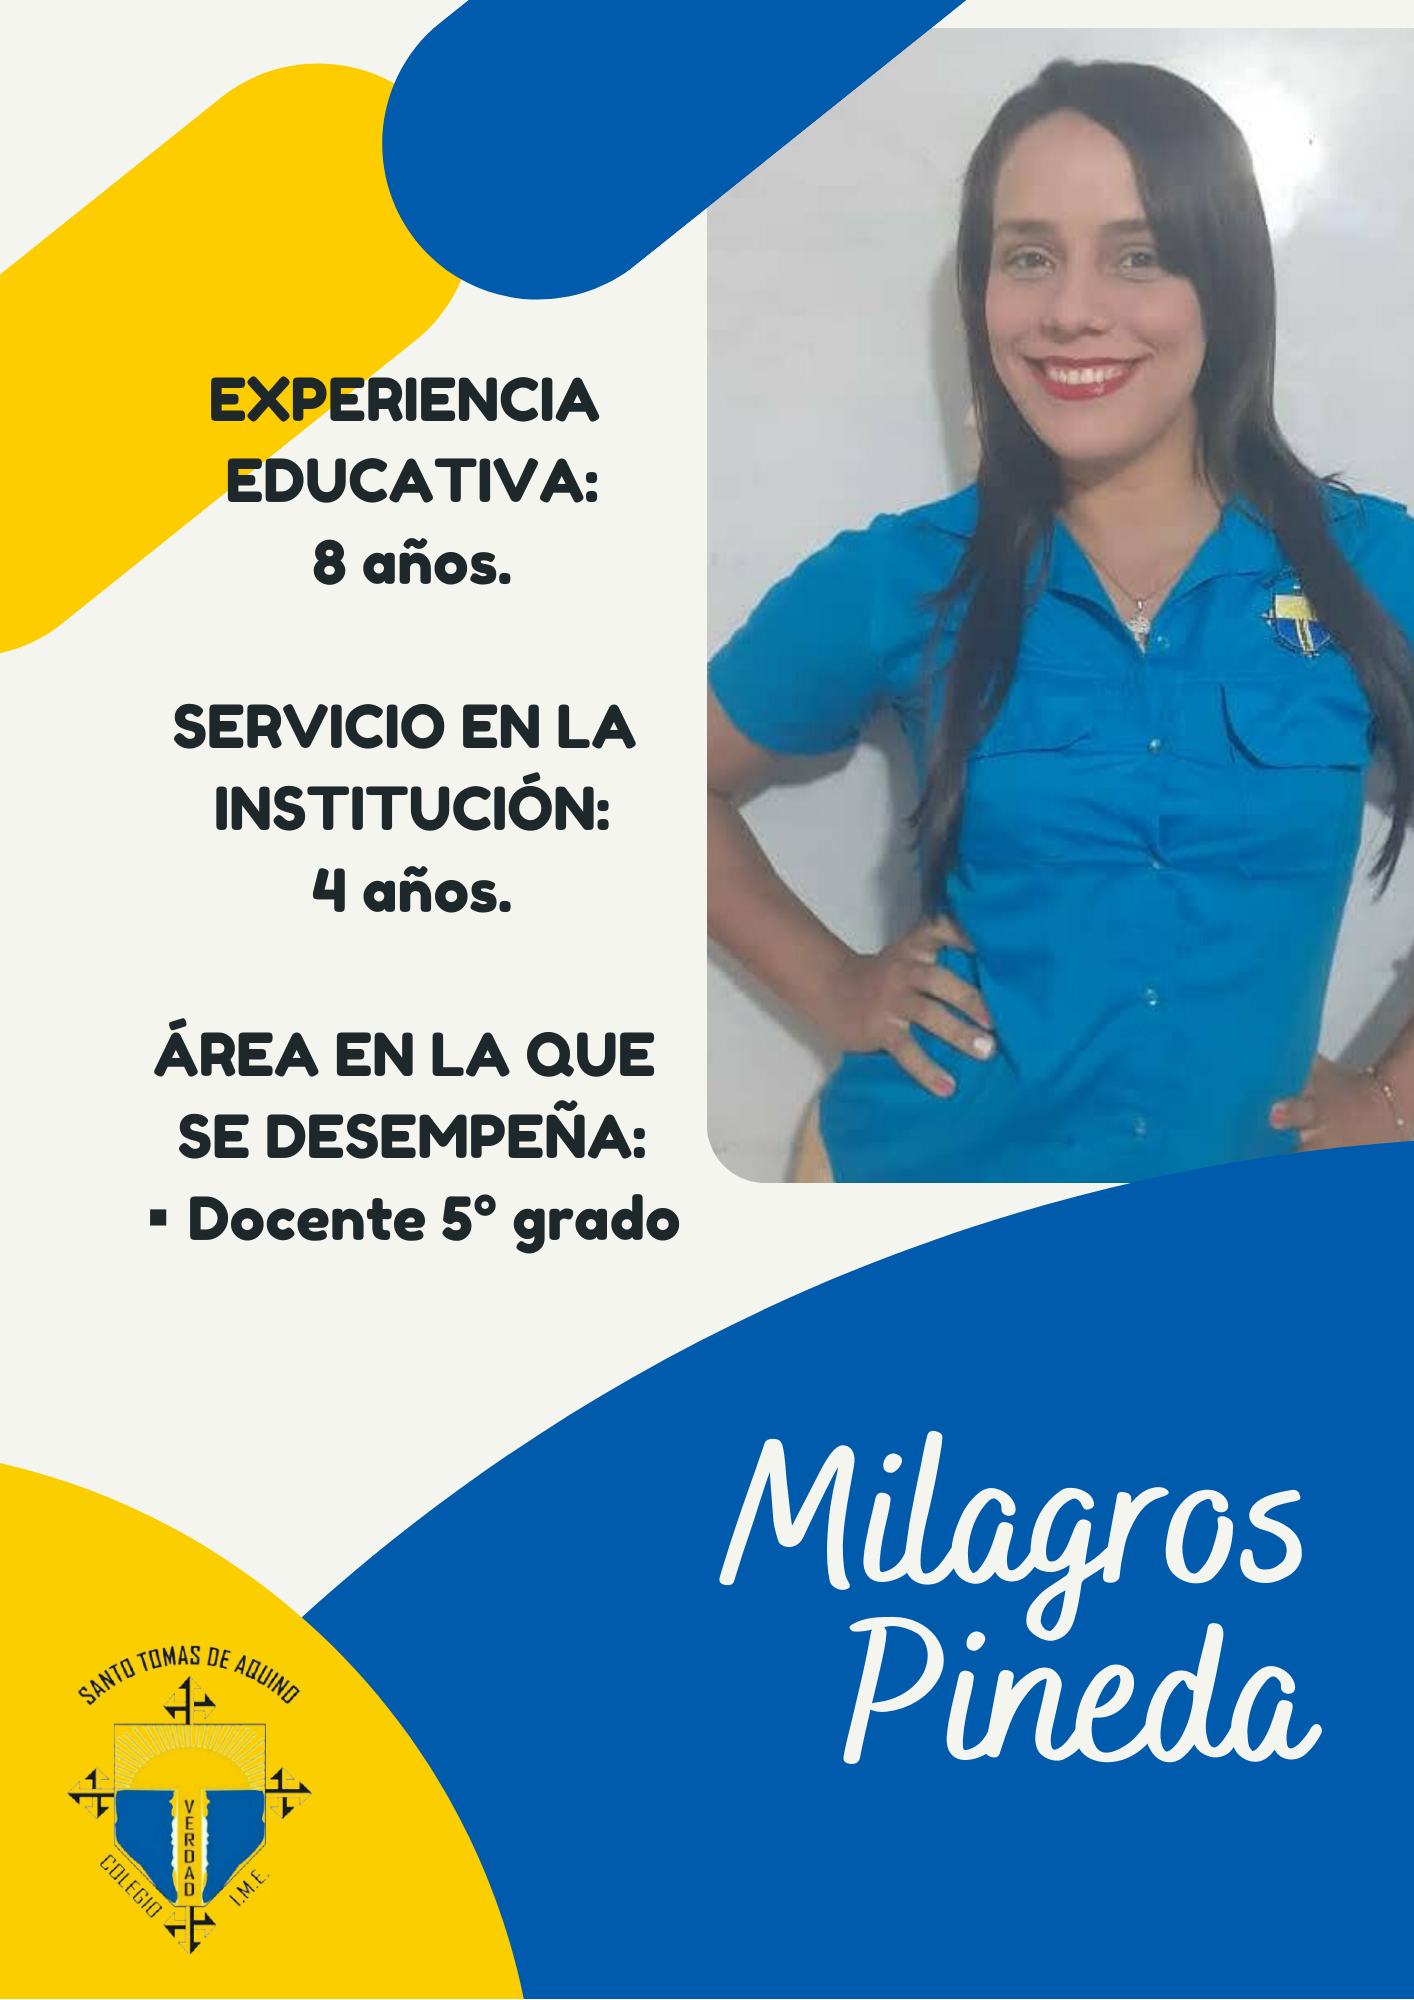 EXPERIENCIA
EDUCATIVA:
8 años.
SERVICIO EN LA
INSTITUCIÓN:
4 años.
ÁREA EN LA QUE
SE DESEMPEÑA:
▪ Docente 5° grado
Milagros
Pineda
SANTO TOMAS DE AQUINO
VERDAD
COLEGIO I.M.E.